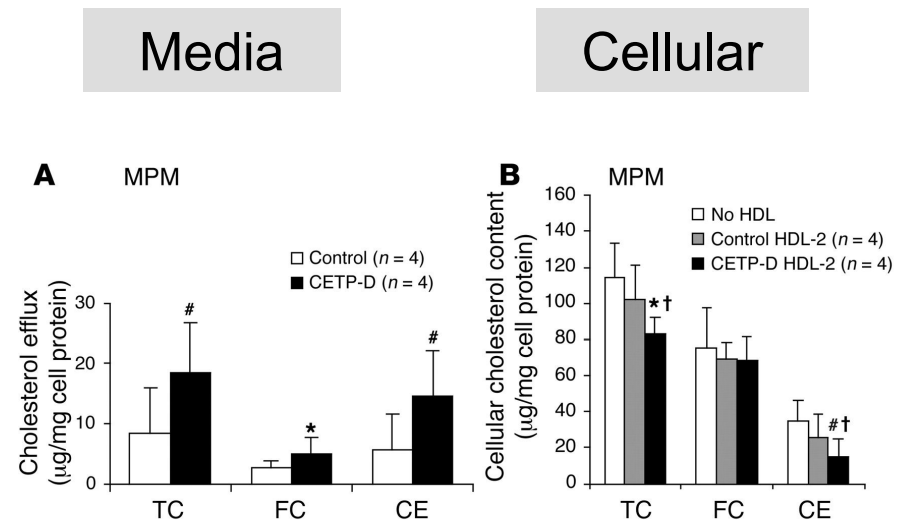 Media
Cellular
A MPM
Control (n = 4)
CETP-D (n = 4)
Cholesterol efflux
(µg/mg cell protein)
30
20
10
0
#
*
#
TC FC CE
B MPM
No HDL
Control HDL-2 (n = 4)
CETP-D HDL-2 (n = 4)
Cellular cholesterol content
(µg/mg cell protein)
160
140
120
100
80
60
40
20
0
*†
#†
TC FC CE